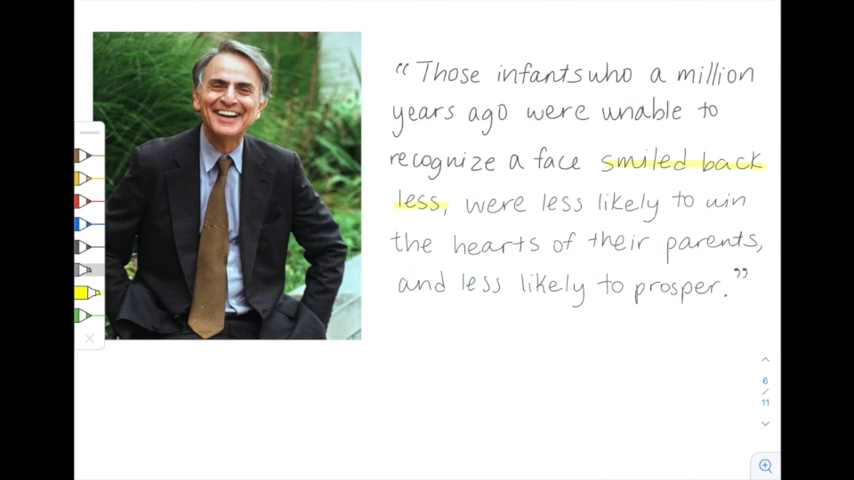 “Those infants who a million
years ago were unable to
recognize a face smiled back
less, were less likely to win
the hearts of their parents,
and less likely to prosper.”
6
/
11